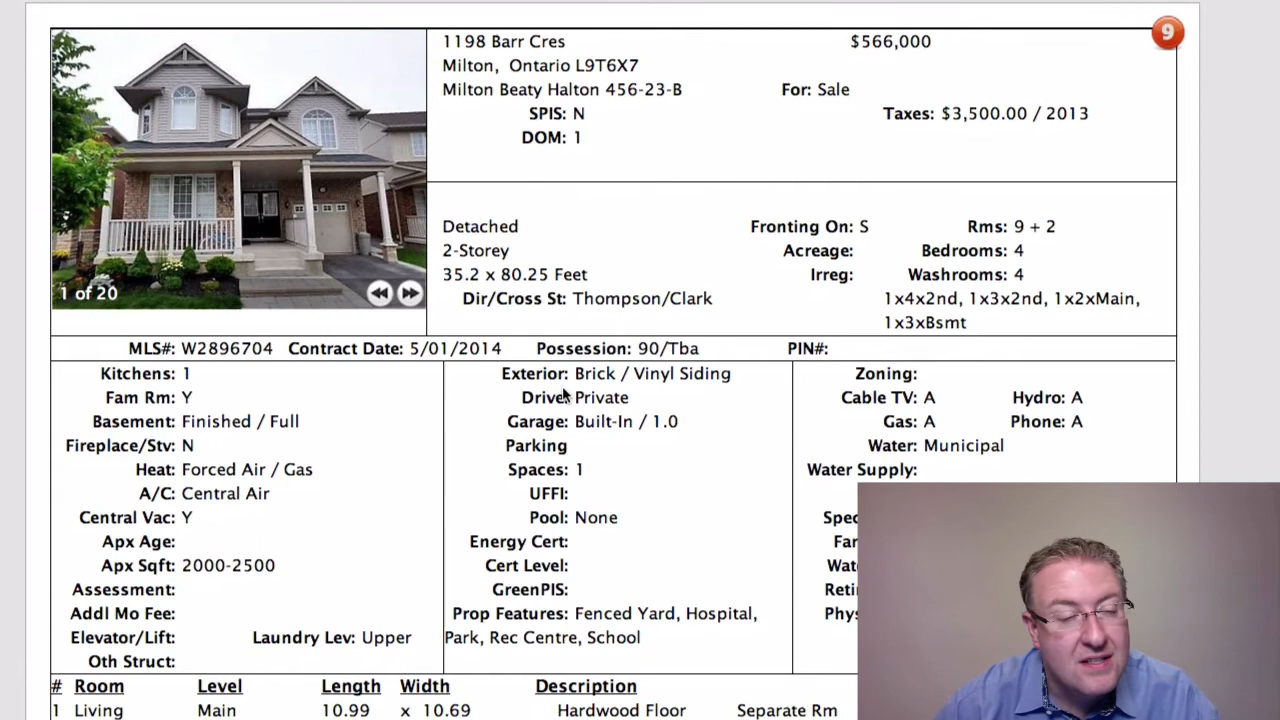 9
1198 Barr Cres $566,000
Milton, Ontario L9T6X7
Milton Beaty Halton 456-23-B For: Sale
SPIS: N Taxes: $3,500.00 / 2013
DOM: 1
Detached Fronting On: S Rms: 9 + 2
2-Storey Acreage: Bedrooms: 4
35.2 x 80.25 Feet Irreg: Washrooms: 4
Dir/Cross St: Thompson/Clark 1x4x2nd, 1x3x2nd, 1x2xMain,
1x3xBsmt
1 of 20
MLS#: W2896704 Contract Date: 5/01/2014 Possession: 90/Tba PIN#:
Kitchens: 1 Exterior: Brick / Vinyl Siding Zoning:
Fam Rm: Y Drive: Private Cable TV: A Hydro: A
Basement: Finished / Full Garage: Built-In / 1.0 Gas: A Phone: A
Fireplace/Stv: N Parking Water: Municipal
Heat: Forced Air / Gas Spaces: 1 Water Supply:
A/C: Central Air UFFI:
Central Vac: Y Pool: None
Apx Age: Energy Cert:
Apx Sqft: 2000-2500 Cert Level:
Assessment: GreenPIS:
Addl Mo Fee: Prop Features: Fenced Yard, Hospital,
Elevator/Lift: Laundry Lev: Upper Park, Rec Centre, School
Oth Struct:
# Room Level Length Width Description
1 Living Main 10.99 x 10.69 Hardwood Floor Separate Rm